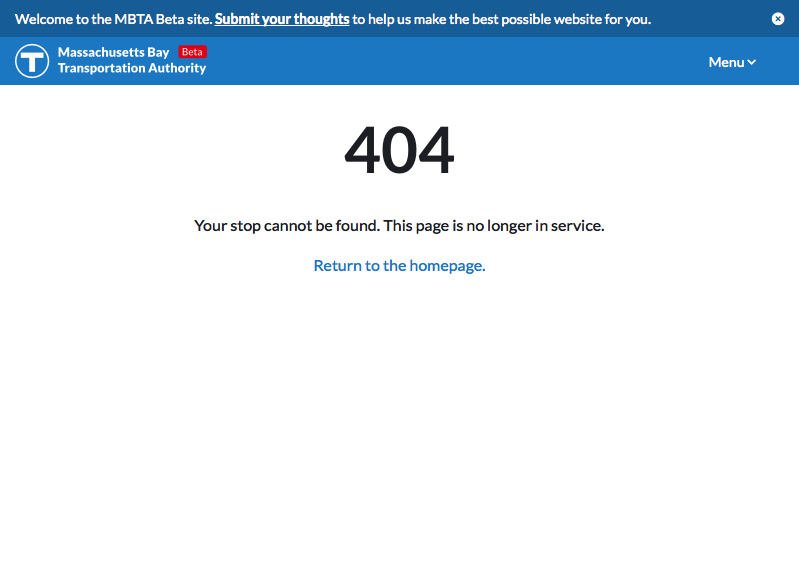 Welcome to the MBTA Beta site. Submit your thoughts to help us make the best possible website for you.
T
Massachusetts Bay Beta
Transportation Authority
Menu
404
Your stop cannot be found. This page is no longer in service.
Return to the homepage.